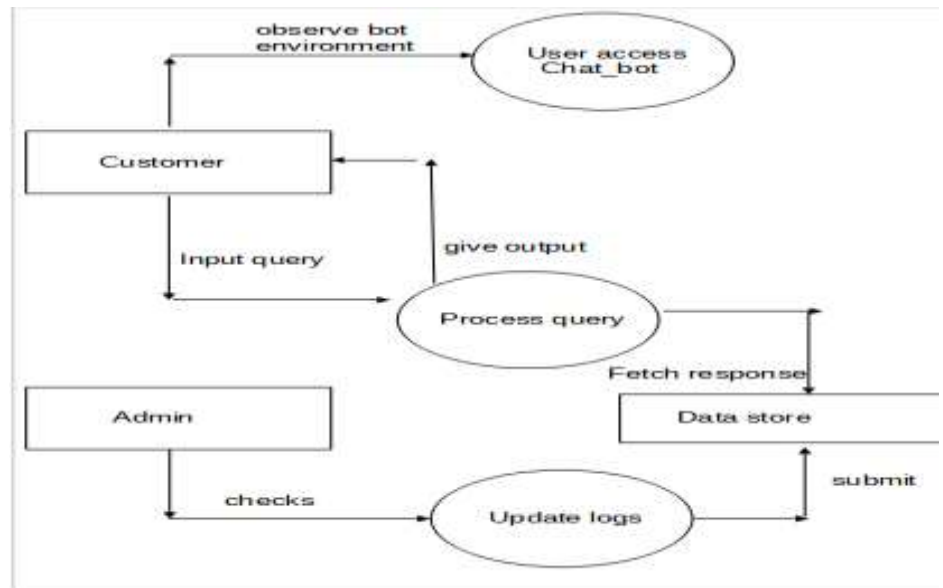 observe bot
environment
User access
Chat_bot
Customer
give output
Input query
Process query
Fetch response
Admin
Data store
checks
Update logs
submit